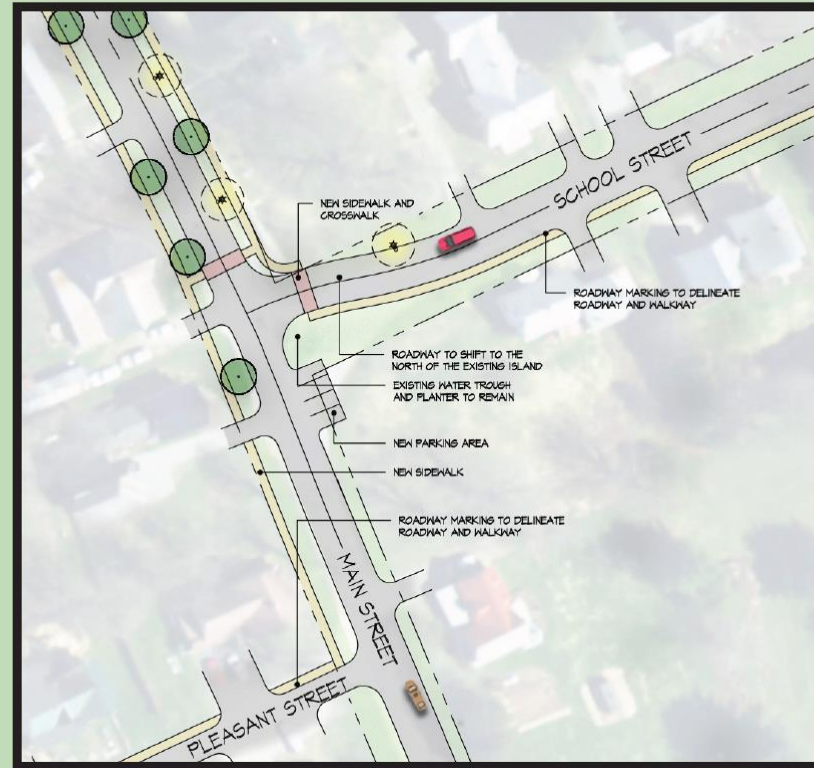 NEW SIDEWALK AND
CROSSWALK
SCHOOL STREET
ROADWAY MARKING TO DELINEATE
ROADWAY AND WALKWAY
ROADWAY TO SHIFT TO THE
NORTH OF THE EXISTING ISLAND
EXISTING WATER TROUGH
AND PLANTER TO REMAIN
NEW PARKING AREA
NEW SIDEWALK
ROADWAY MARKING TO DELINEATE
ROADWAY AND WALKWAY
MAIN STREET
PLEASANT STREET